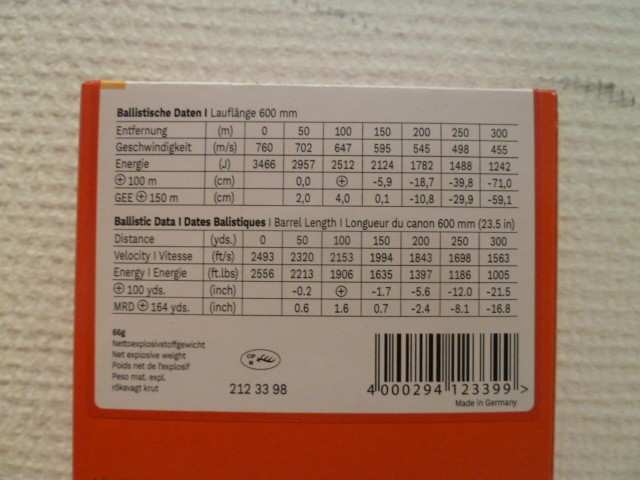 Ballistische Daten I Lauflänge 600 mm
Entfernung (m) 0 50 100 150 200 250 300
Geschwindigkeit (m/s) 760 702 647 595 545 498 455
Energie (J) 3466 2957 2512 2124 1782 1488 1242
⊕ 100 m (cm) 0,0 ⊕ -5,9 -18,7 -39,8 -71,0
GEE ⊕ 150 m (cm) 2,0 4,0 0,1 -10,8 -29,9 -59,1
Ballistic Data I Dates Balistiques I Barrel Length I Longueur du canon 600 mm (23.5 in)
Distance (yds.) 0 50 100 150 200 250 300
Velocity I Vitesse (ft/s) 2493 2320 2153 1994 1843 1698 1563
Energy I Energie (ft.lbs) 2556 2213 1906 1635 1397 1186 1005
⊕ 100 yds. (inch) -0.2 ⊕ -1.7 -5.6 -12.0 -21.5
MRD ⊕ 164 yds. (inch) 0.6 1.6 0.7 -2.4 -8.1 -16.8
66g
Nettoexplosivstoffgewicht
Net explosive weight
Poids net de l'explosif
Peso mat. expl.
röksvagt krut
212 33 98
4 000294 123399 >
Made in Germany